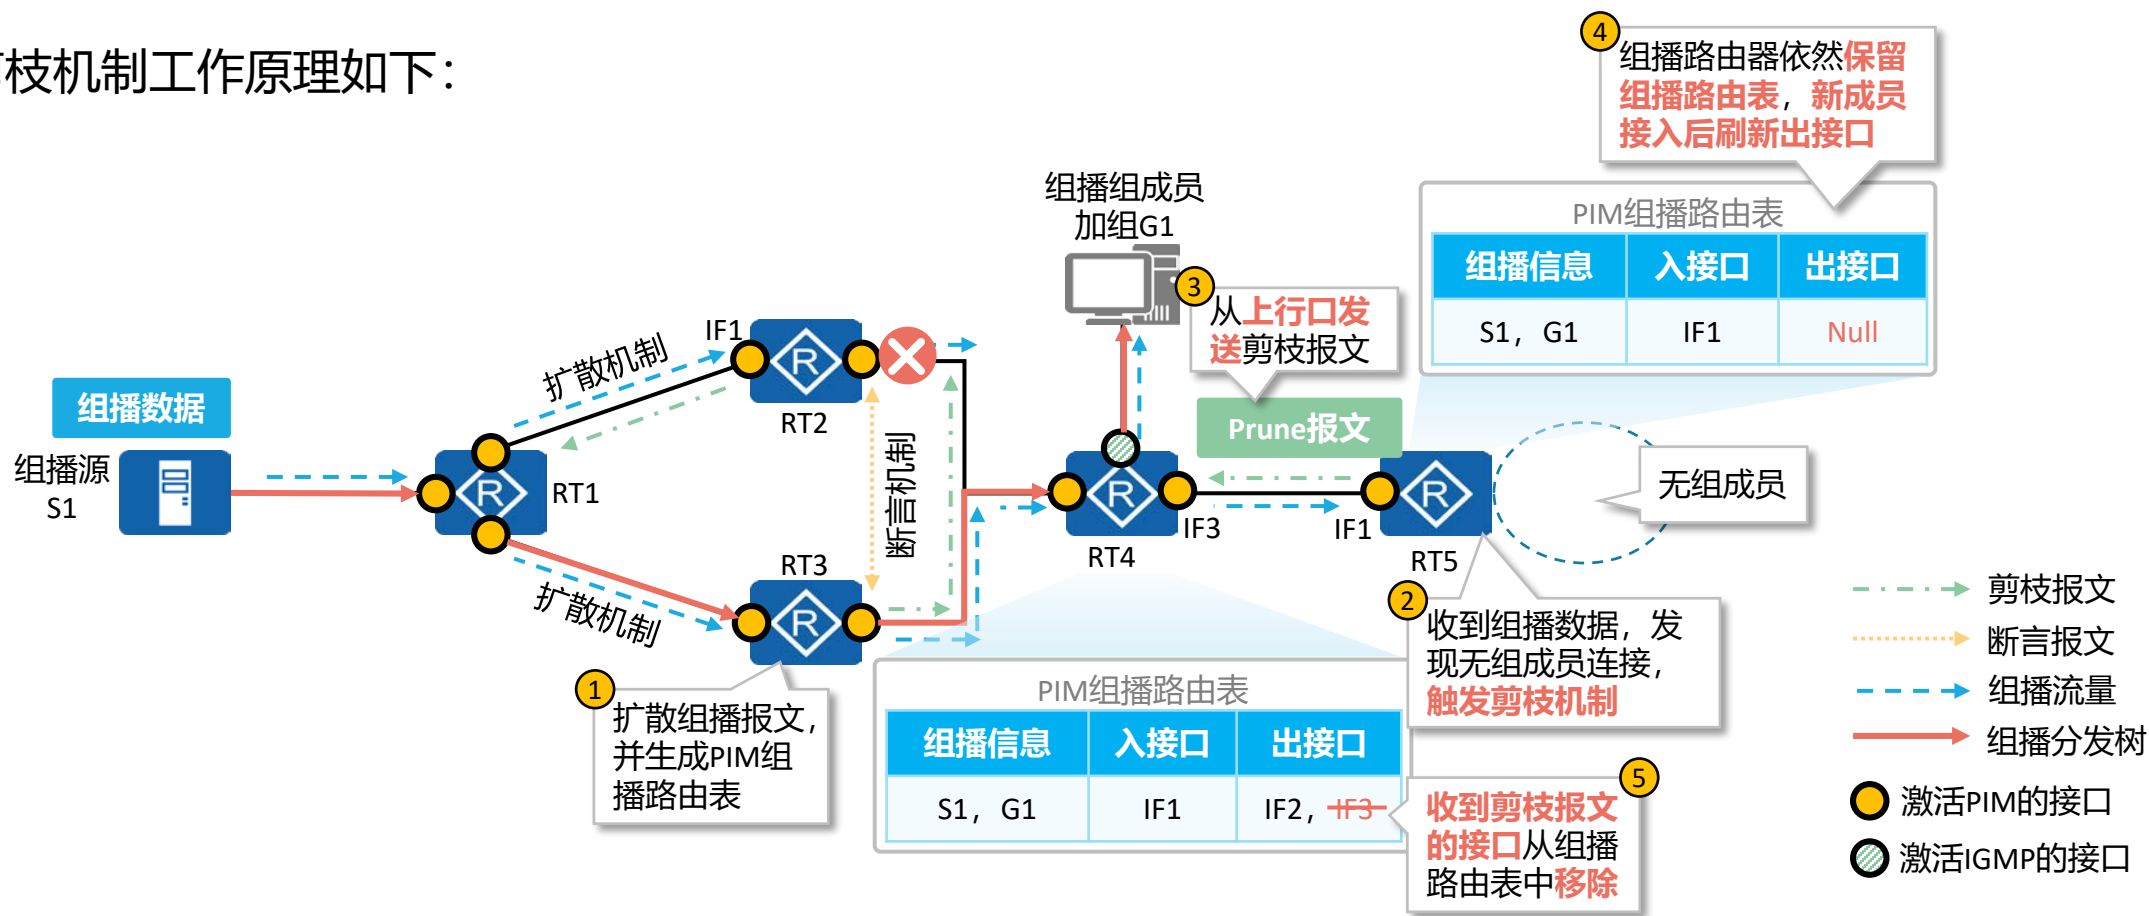 枝机制工作原理如下：
4
组播路由器依然保留
组播路由表，新成员
接入后刷新出接口
PIM组播路由表
组播信息 入接口 出接口
S1，G1 IF1 Null
组播组成员
加组G1
3
从上行口发
送剪枝报文
Prune报文
IF1
扩散机制
RT2
组播数据
组播源
S1
RT1
断言机制
RT4
IF3
IF1
RT5
无组成员
RT3
扩散机制
1
扩散组播报文，
并生成PIM组
播路由表
2
收到组播数据，发
现无组成员连接，
触发剪枝机制
PIM组播路由表
组播信息 入接口 出接口
S1，G1 IF1 IF2，IF3
5
收到剪枝报文
的接口从组播
路由表中移除
剪枝报文
断言报文
组播流量
组播分发树
激活PIM的接口
激活IGMP的接口
R
R
R
R
R